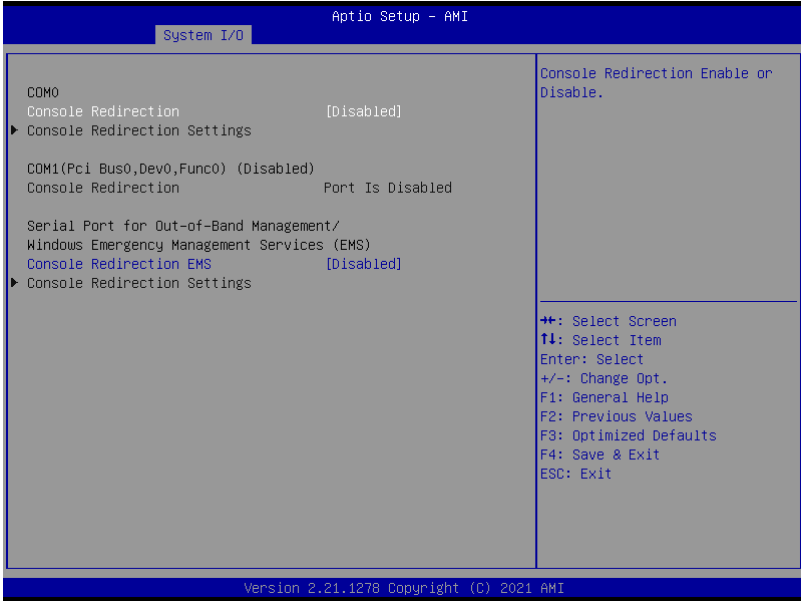 Aptio Setup – AMI
System I/O
COM0
Console Redirection [Disabled]
Console Redirection Settings
COM1(Pci Bus0,Dev0,Func0) (Disabled)
Console Redirection Port Is Disabled
Serial Port for Out-of-Band Management/
Windows Emergency Management Services (EMS)
Console Redirection EMS [Disabled]
Console Redirection Settings
Console Redirection Enable or
Disable.
→←: Select Screen
↑↓: Select Item
Enter: Select
+/-: Change Opt.
F1: General Help
F2: Previous Values
F3: Optimized Defaults
F4: Save & Exit
ESC: Exit
Version 2.21.1278 Copyright (C) 2021 AMI